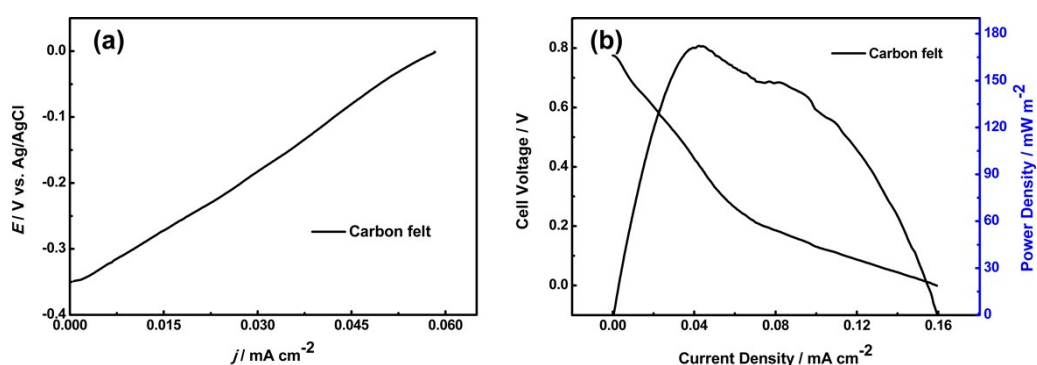 (a)
0.0
-0.1
-0.2
-0.3
-0.4
E / V vs. Ag/AgCl
Carbon felt
0.000 0.015 0.030 0.045 0.060
j / mA cm-2
(b)
0.8
0.6
0.4
0.2
0.0
Cell Voltage / V
Carbon felt
180
150
120
90
60
30
0
Power Density / mW m-2
0.00 0.04 0.08 0.12 0.16
Current Density / mA cm-2